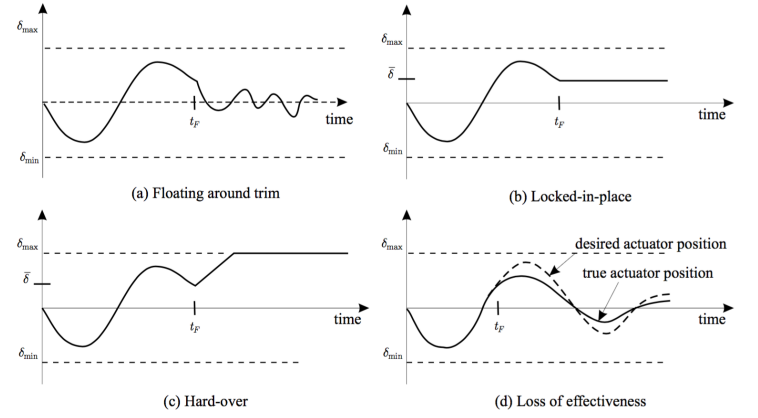 δmax
δmin
tF
time
(a) Floating around trim
δmax
δ̄
δmin
tF
time
(b) Locked-in-place
δmax
δ̄
δmin
tF
time
(c) Hard-over
δmax
desired actuator position
true actuator position
δmin
tF
time
(d) Loss of effectiveness